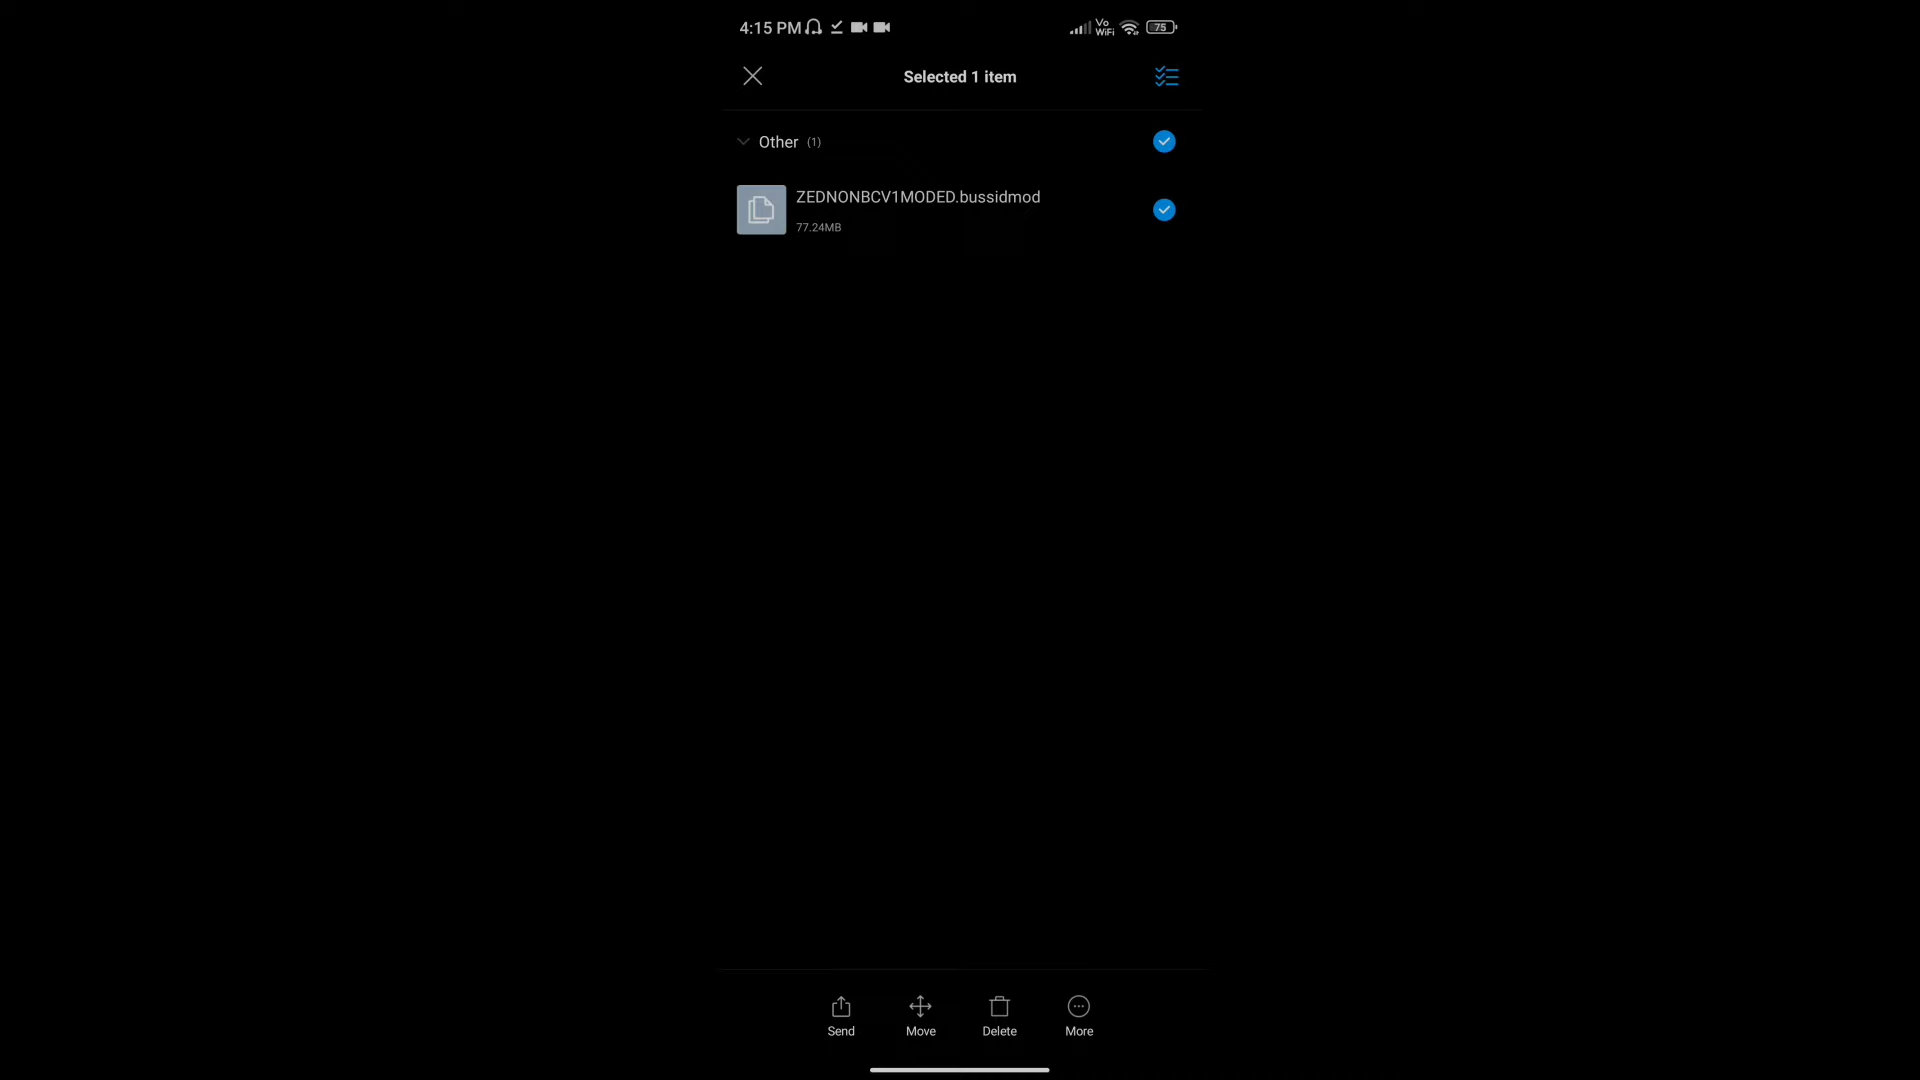 4:15 PM
Vo
WiFi
75
Selected 1 item
Other (1)
ZEDNONBCV1MODED.bussidmod
77.24MB
Send
Move
Delete
More